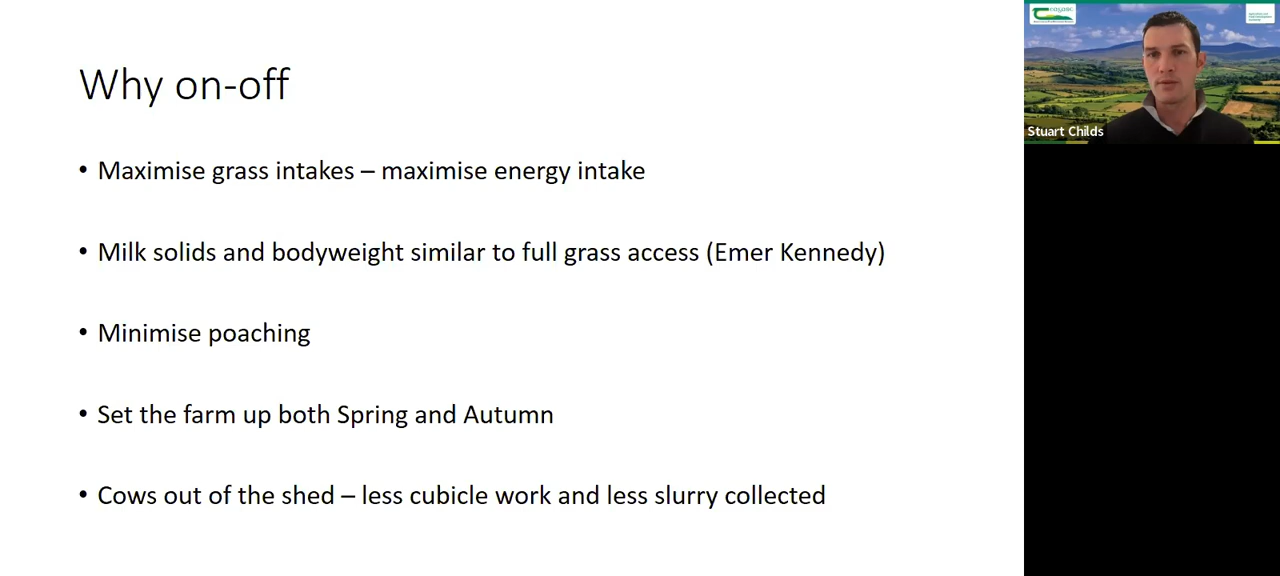 Why on-off
• Maximise grass intakes – maximise energy intake
• Milk solids and bodyweight similar to full grass access (Emer Kennedy)
• Minimise poaching
• Set the farm up both Spring and Autumn
• Cows out of the shed – less cubicle work and less slurry collected
Stuart Childs